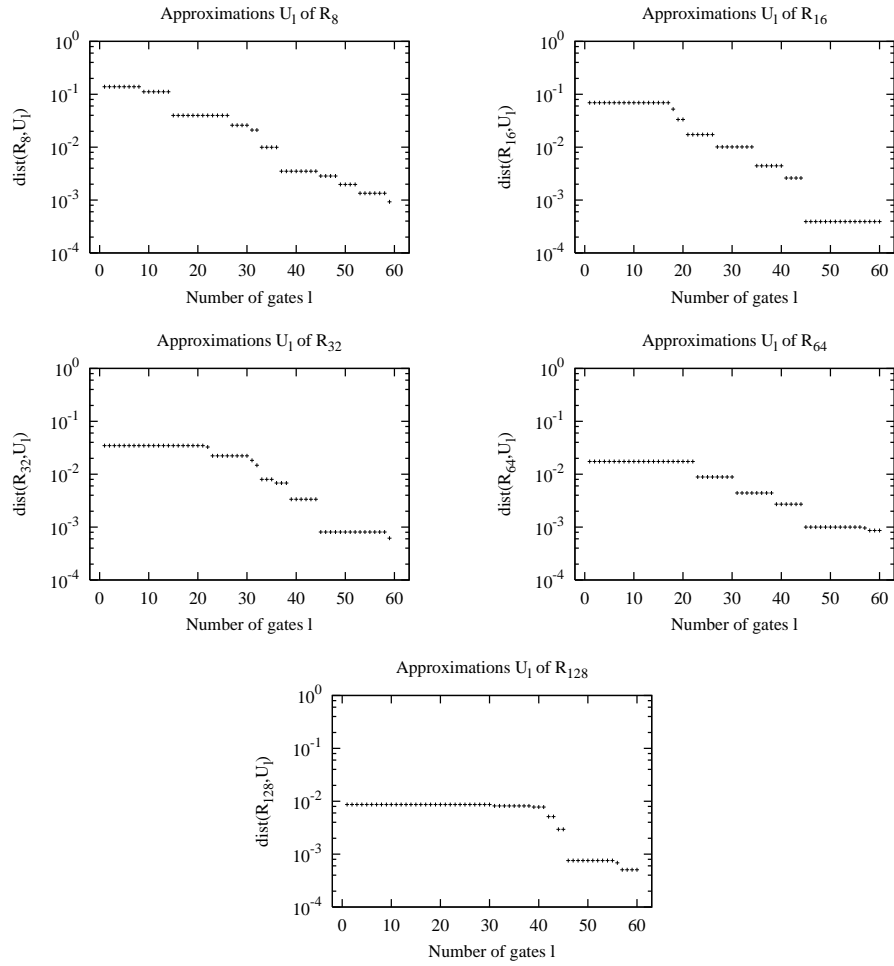 Approximations U_l of R_8
10^0
10^-1
10^-2
10^-3
10^-4
dist(R_8,U_l)
0 10 20 30 40 50 60
Number of gates l
Approximations U_l of R_16
10^0
10^-1
10^-2
10^-3
10^-4
dist(R_16,U_l)
0 10 20 30 40 50 60
Number of gates l
Approximations U_l of R_32
10^0
10^-1
10^-2
10^-3
10^-4
dist(R_32,U_l)
0 10 20 30 40 50 60
Number of gates l
Approximations U_l of R_64
10^0
10^-1
10^-2
10^-3
10^-4
dist(R_64,U_l)
0 10 20 30 40 50 60
Number of gates l
Approximations U_l of R_128
10^0
10^-1
10^-2
10^-3
10^-4
dist(R_128,U_l)
0 10 20 30 40 50 60
Number of gates l